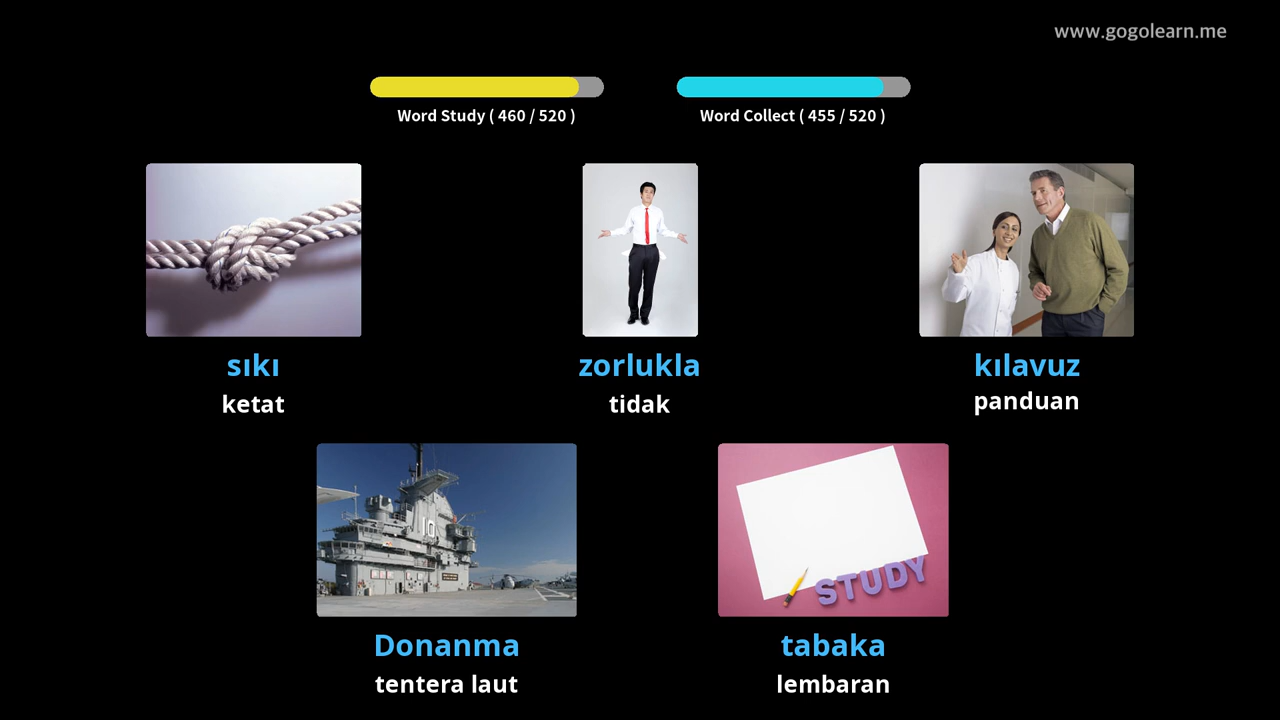 www.gogolearn.me
Word Study ( 460 / 520 )
Word Collect ( 455 / 520 )
sıkı
ketat
zorlukla
tidak
kılavuz
panduan
10
STUDY
Donanma
tentera laut
tabaka
lembaran